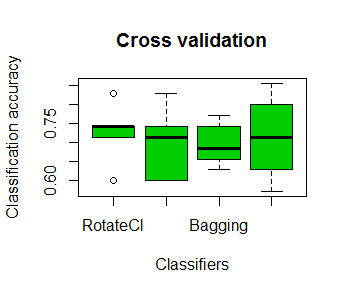 Cross validation
Classification accuracy
0.75
0.60
RotateCl
Bagging
Classifiers